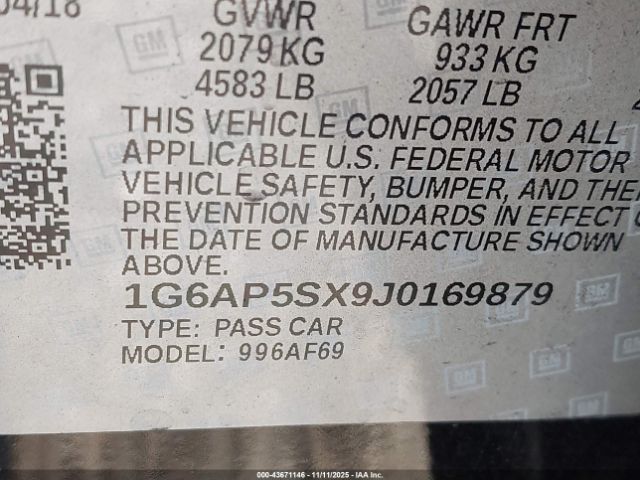 04/18 GVWR GAWR FRT
2079 KG 933 KG
4583 LB 2057 LB
THIS VEHICLE CONFORMS TO ALL
APPLICABLE U.S. FEDERAL MOTOR
VEHICLE SAFETY, BUMPER, AND THE
PREVENTION STANDARDS IN EFFECT O
THE DATE OF MANUFACTURE SHOWN
ABOVE.
1G6AP5SX9J0169879
TYPE: PASS CAR
MODEL: 996AF69
000-43671146 - 11/11/2025 - IAA Inc.